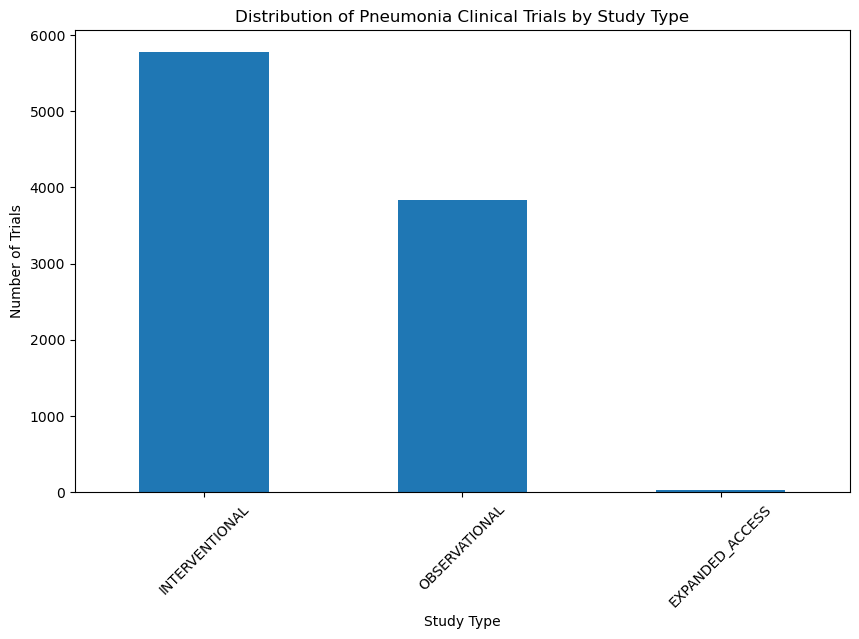 Distribution of Pneumonia Clinical Trials by Study Type
6000
5000
4000
3000
2000
1000
0
Number of Trials
INTERVENTIONAL
OBSERVATIONAL
EXPANDED_ACCESS
Study Type